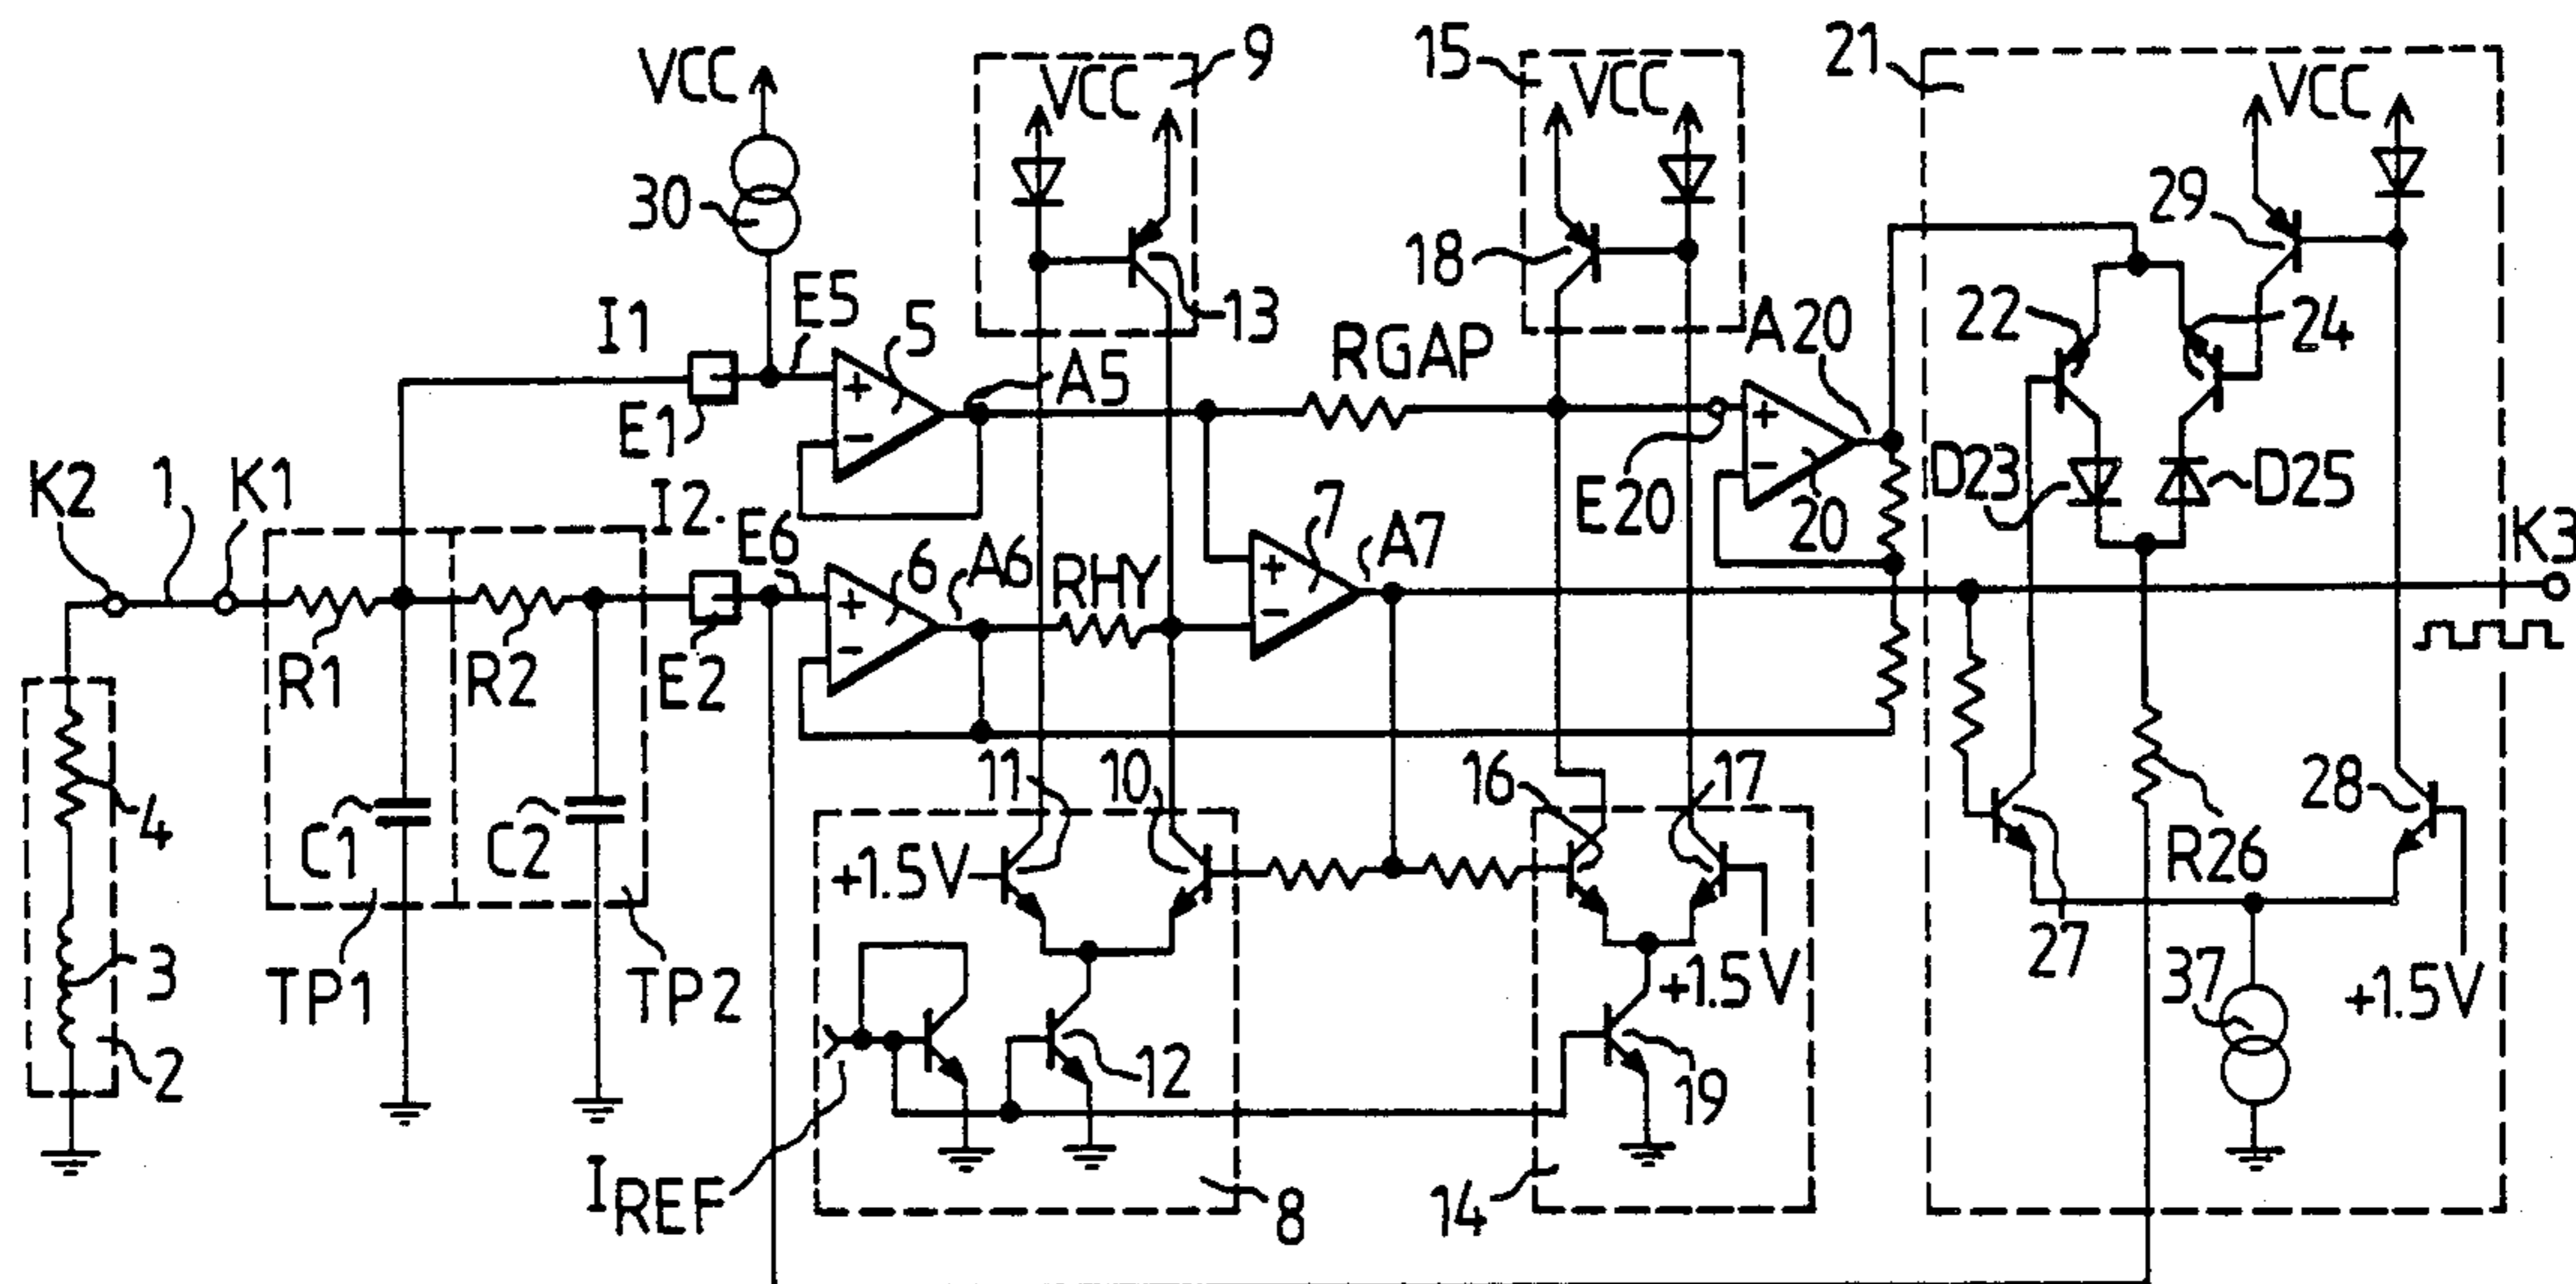 VCC
30
9
VCC
13
15
VCC
18
21
VCC
29
22
24
I1
E1
E5
5
A5
RGAP
A20
E20
20
D23
D25
K3
K2
1
K1
I2.
E6
E2
6
A6
RHY
7
A7
R1
R2
4
3
2
C1
C2
TP1
TP2
11
10
+1.5V
16
17
+1.5V
12
19
IREF
8
14
27
R26
28
37
+1.5V